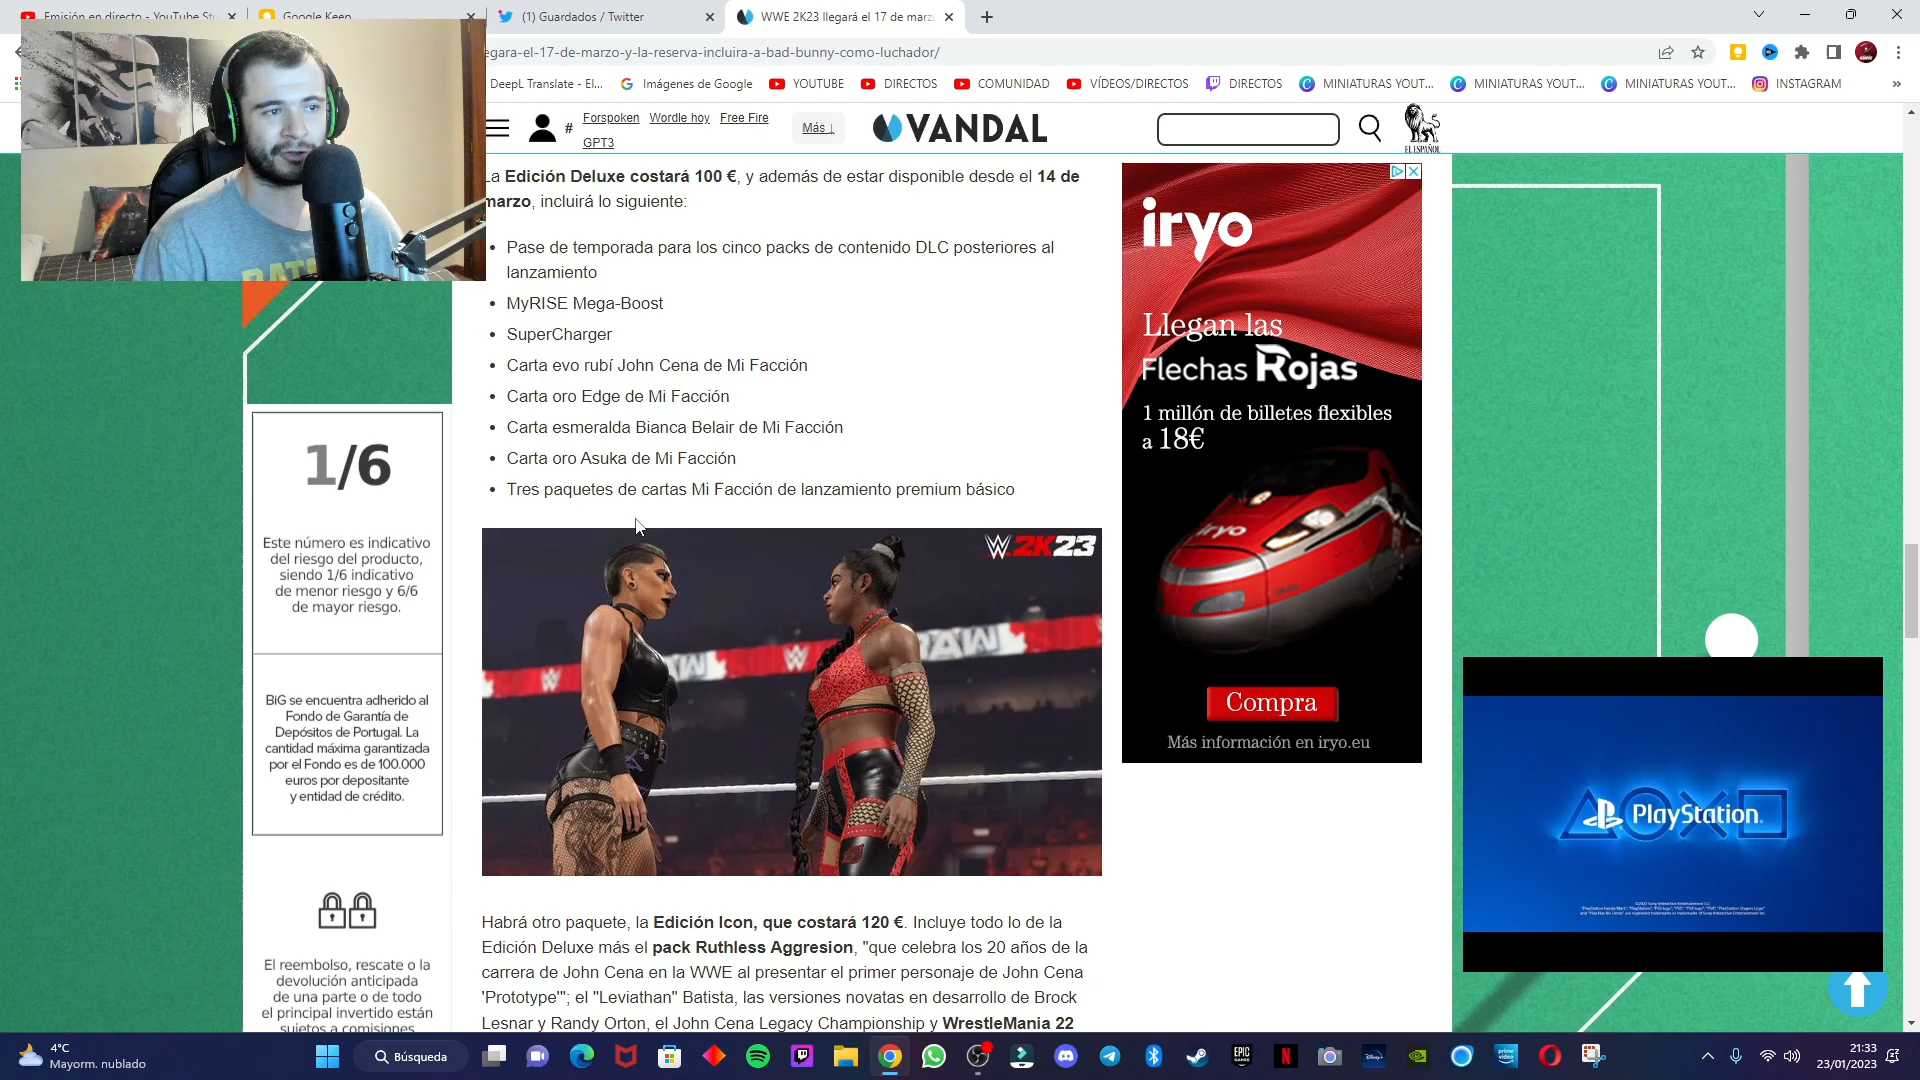 Emisión en directo - YouTube Stu
Google Keep
(1) Guardados / Twitter
WWE 2K23 llegará el 17 de marz
egara-el-17-de-marzo-y-la-reserva-incluira-a-bad-bunny-como-luchador/
DeepL Translate - El...
Imágenes de Google
YOUTUBE
DIRECTOS
COMUNIDAD
VÍDEOS/DIRECTOS
DIRECTOS
MINIATURAS YOUT...
MINIATURAS YOUT...
MINIATURAS YOUT...
INSTAGRAM
»
# Forspoken Wordle hoy Free Fire
GPT3
Más ↓
VANDAL
EL ESPAÑOL
La Edición Deluxe costará 100 €, y además de estar disponible desde el 14 de
marzo, incluirá lo siguiente:
• Pase de temporada para los cinco packs de contenido DLC posteriores al
lanzamiento
• MyRISE Mega-Boost
• SuperCharger
• Carta evo rubí John Cena de Mi Facción
• Carta oro Edge de Mi Facción
• Carta esmeralda Bianca Belair de Mi Facción
• Carta oro Asuka de Mi Facción
• Tres paquetes de cartas Mi Facción de lanzamiento premium básico
W 2K23
RAW
W
RAW
Habrá otro paquete, la Edición Icon, que costará 120 €. Incluye todo lo de la
Edición Deluxe más el pack Ruthless Aggresion, "que celebra los 20 años de la
carrera de John Cena en la WWE al presentar el primer personaje de John Cena
'Prototype'"; el "Leviathan" Batista, las versiones novatas en desarrollo de Brock
Lesnar y Randy Orton, el John Cena Legacy Championship y WrestleMania 22
1/6
Este número es indicativo
del riesgo del producto,
siendo 1/6 indicativo
de menor riesgo y 6/6
de mayor riesgo.
BiG se encuentra adherido al
Fondo de Garantía de
Depósitos de Portugal. La
cantidad máxima garantizada
por el Fondo es de 100.000
euros por depositante
y entidad de crédito.
El reembolso, rescate o la
devolución anticipada
de una parte o de todo
el principal invertido están
sujetos a comisiones
iryo
Llegan las
Flechas Rojas
1 millón de billetes flexibles
a 18€
iryo
Compra
Más información en iryo.eu
PlayStation.
4°C
Mayorm. nublado
Búsqueda
EPIC
GAMES
N
Disney+
prime
video
21:33
23/01/2023